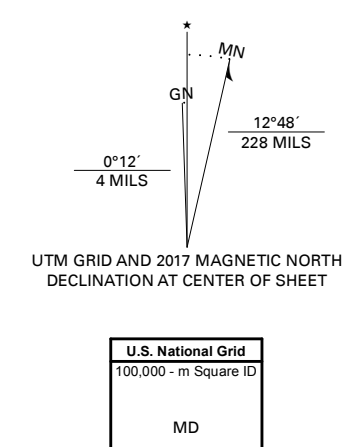 ★
MN
GN
12°48´
228 MILS
0°12´
4 MILS
UTM GRID AND 2017 MAGNETIC NORTH
DECLINATION AT CENTER OF SHEET
U.S. National Grid
100,000 - m Square ID
MD